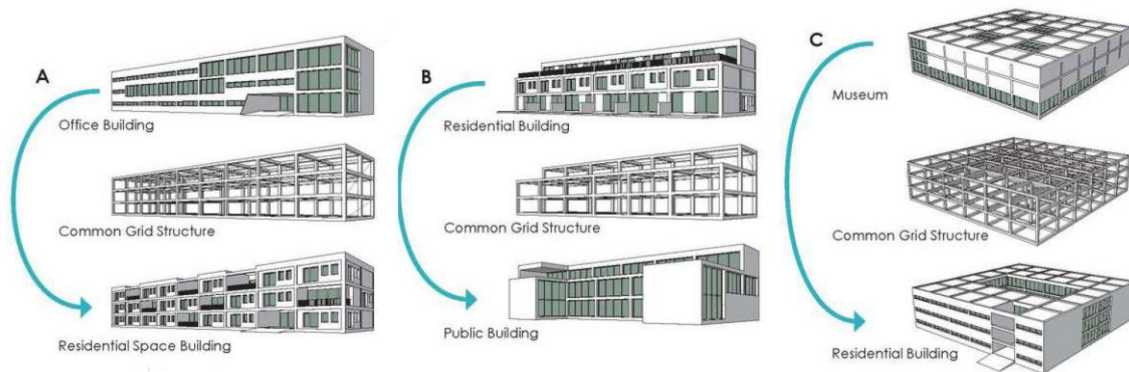 A
Office Building
Common Grid Structure
Residential Space Building
B
Residential Building
Common Grid Structure
Public Building
C
Museum
Common Grid Structure
Residential Building